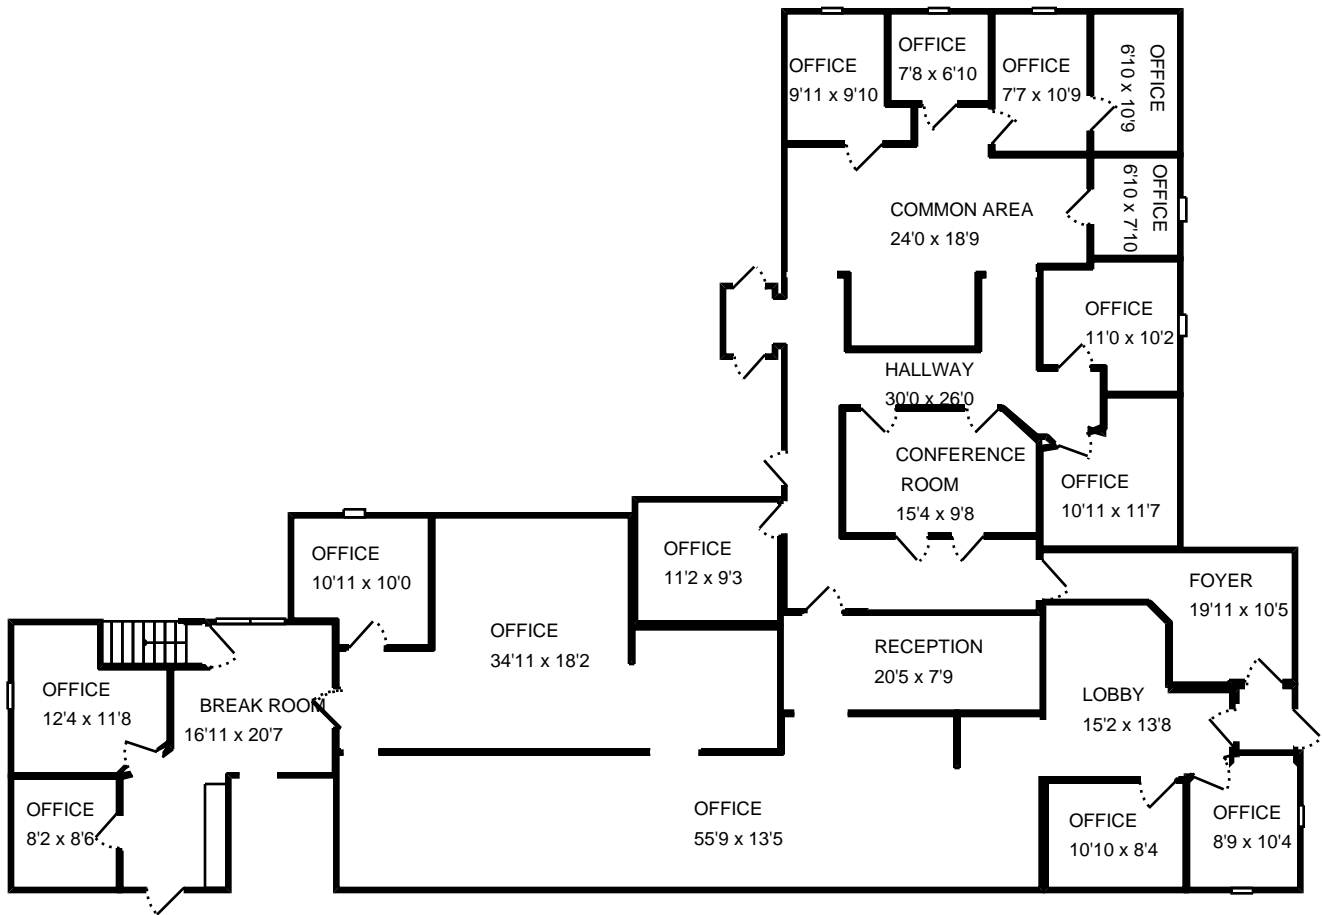 OFFICE
9'11 x 9'10
OFFICE
7'8 x 6'10
OFFICE
7'7 x 10'9
OFFICE
6'10 x 10'9
OFFICE
6'10 x 7'10
COMMON AREA
24'0 x 18'9
OFFICE
11'0 x 10'2
HALLWAY
30'0 x 26'0
CONFERENCE
ROOM
15'4 x 9'8
OFFICE
10'11 x 11'7
OFFICE
10'11 x 10'0
OFFICE
11'2 x 9'3
FOYER
19'11 x 10'5
OFFICE
34'11 x 18'2
RECEPTION
20'5 x 7'9
OFFICE
12'4 x 11'8
BREAK ROOM
16'11 x 20'7
LOBBY
15'2 x 13'8
OFFICE
8'2 x 8'6
OFFICE
55'9 x 13'5
OFFICE
10'10 x 8'4
OFFICE
8'9 x 10'4